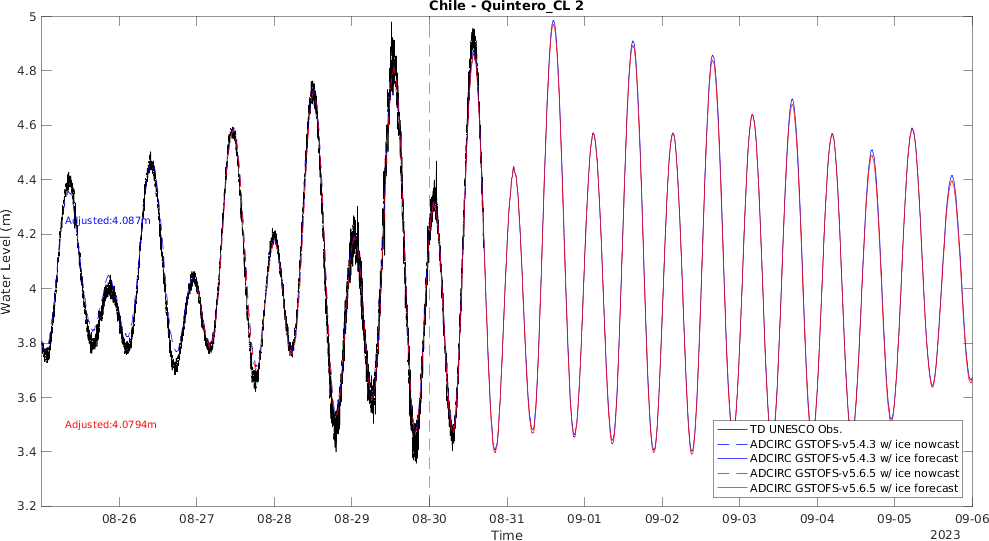 Chile - Quintero_CL 2
Water Level (m)
5
4.8
4.6
4.4
4.2
4
3.8
3.6
3.4
3.2
Adjusted:4.087m
Adjusted:4.0794m
TD UNESCO Obs.
ADCIRC GSTOFS-v5.4.3 w/ ice nowcast
ADCIRC GSTOFS-v5.4.3 w/ ice forecast
ADCIRC GSTOFS-v5.6.5 w/ ice nowcast
ADCIRC GSTOFS-v5.6.5 w/ ice forecast
08-26 08-27 08-28 08-29 08-30 08-31 09-01 09-02 09-03 09-04 09-05 09-06
Time
2023